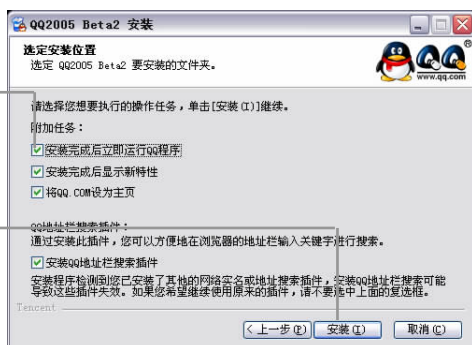 QQ2005 Beta2 安装
选定安装位置
选定 QQ2005 Beta2 要安装的文件夹。
QQ
www.qq.com
请选择您想要执行的操作任务，单击[安装(I)]继续。
附加任务：
安装完成后立即运行QQ程序
安装完成后显示新特性
将QQ.COM设为主页
QQ地址栏搜索插件：
通过安装此插件，您可以方便地在浏览器的地址栏输入关键字进行搜索。
安装QQ地址栏搜索插件
安装程序检测到您已安装了其他的网络实名或地址搜索插件，安装QQ地址搜索可能
导致这些插件失效。如果您希望继续使用原来的插件，请不要选中上面的复选框。
Tencent
<上一步(P) 安装(I) 取消(C)